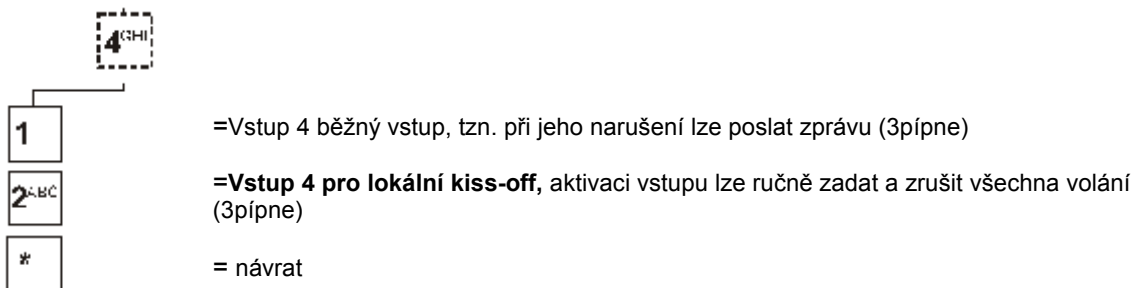 4GHI
1 =Vstup 4 běžný vstup, tzn. při jeho narušení lze poslat zprávu (3pípne)
2ABC =Vstup 4 pro lokální kiss-off, aktivaci vstupu lze ručně zadat a zrušit všechna volání
(3pípne)
* = návrat